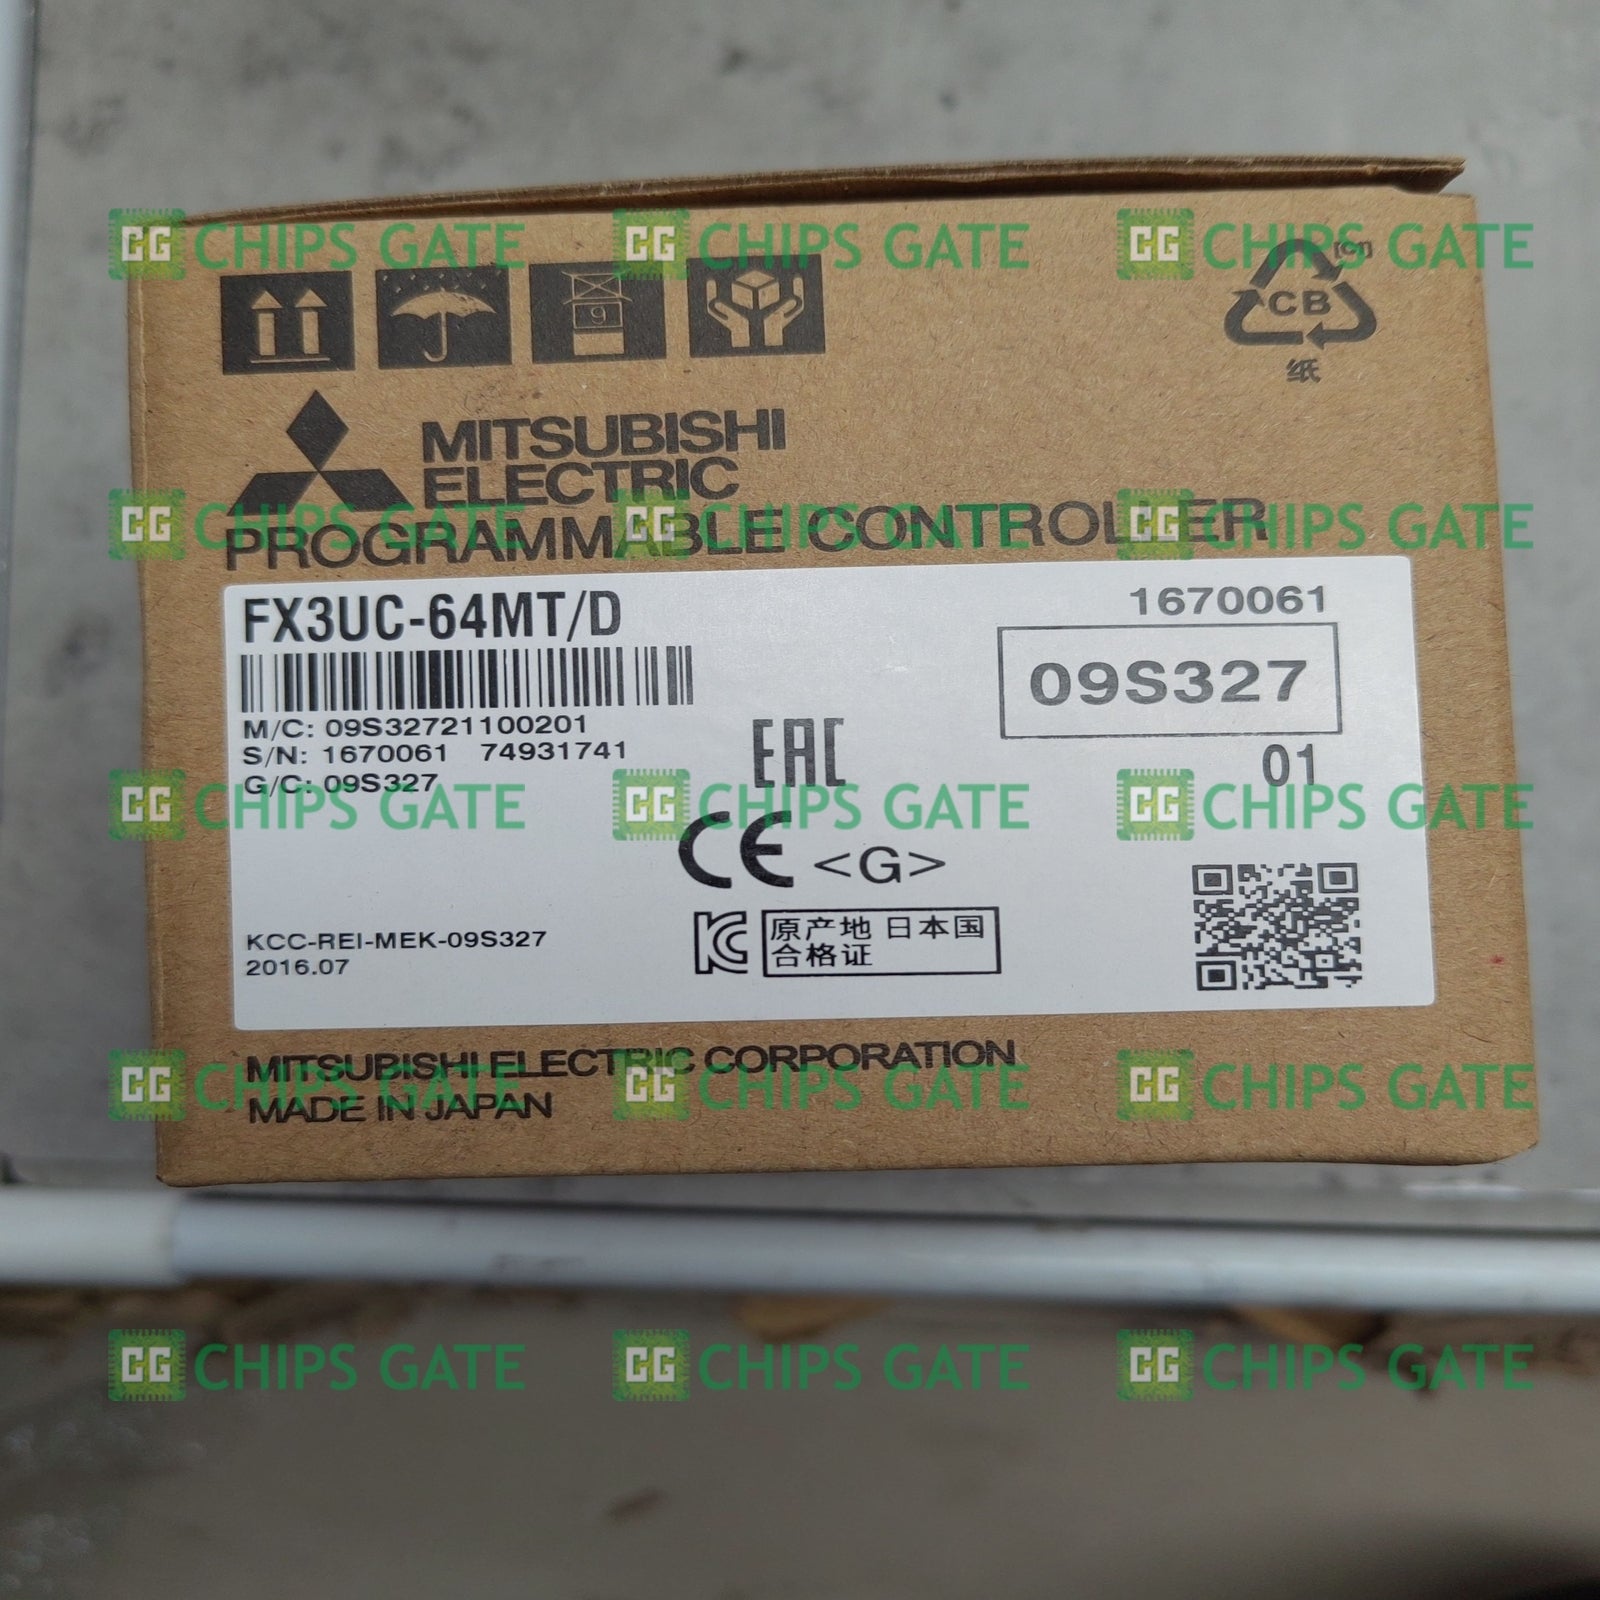 CHIPS GATE CHIPS GATE CHIPS GATE
9
CB
纸
MITSUBISHI
ELECTRIC
CHIPS GATE CHIPS GATE CHIPS GATE
PROGRAMMABLE CONTROLLER
FX3UC-64MT/D
1670061
09S327
M/C: 09S32721100201
S/N: 1670061 74931741
G/C: 09S327
EAC
01
CHIPS GATE CHIPS GATE CHIPS GATE
CE <G>
KCC-REI-MEK-09S327
2016.07
KC
原产地 日本国
合格证
MITSUBISHI ELECTRIC CORPORATION
CHIPS GATE CHIPS GATE CHIPS GATE
MADE IN JAPAN
CHIPS GATE CHIPS GATE CHIPS GATE